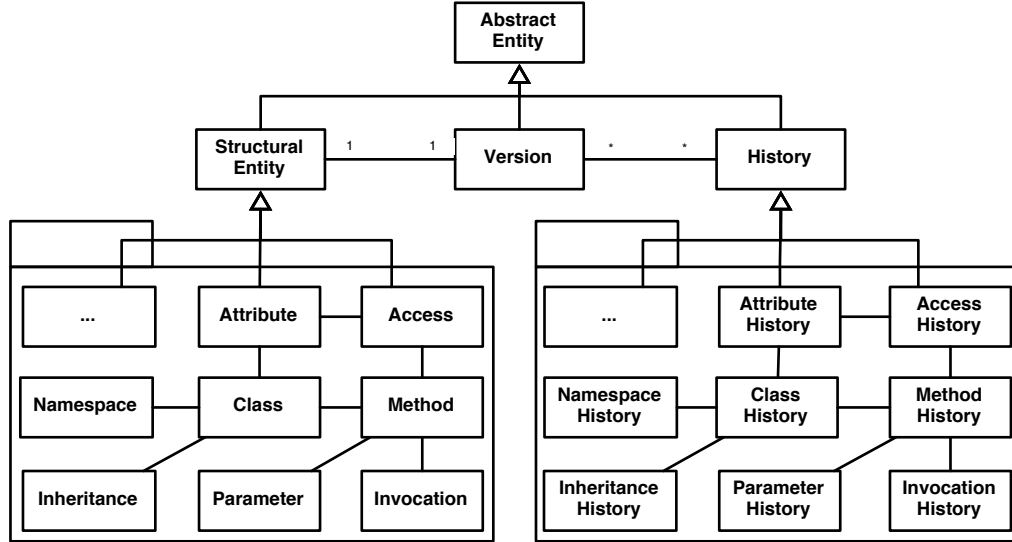 Abstract
Entity
Structural
Entity
1
1
Version
*
*
History
...
Attribute
Access
Namespace
Class
Method
Inheritance
Parameter
Invocation
...
Attribute
History
Access
History
Namespace
History
Class
History
Method
History
Inheritance
History
Parameter
History
Invocation
History